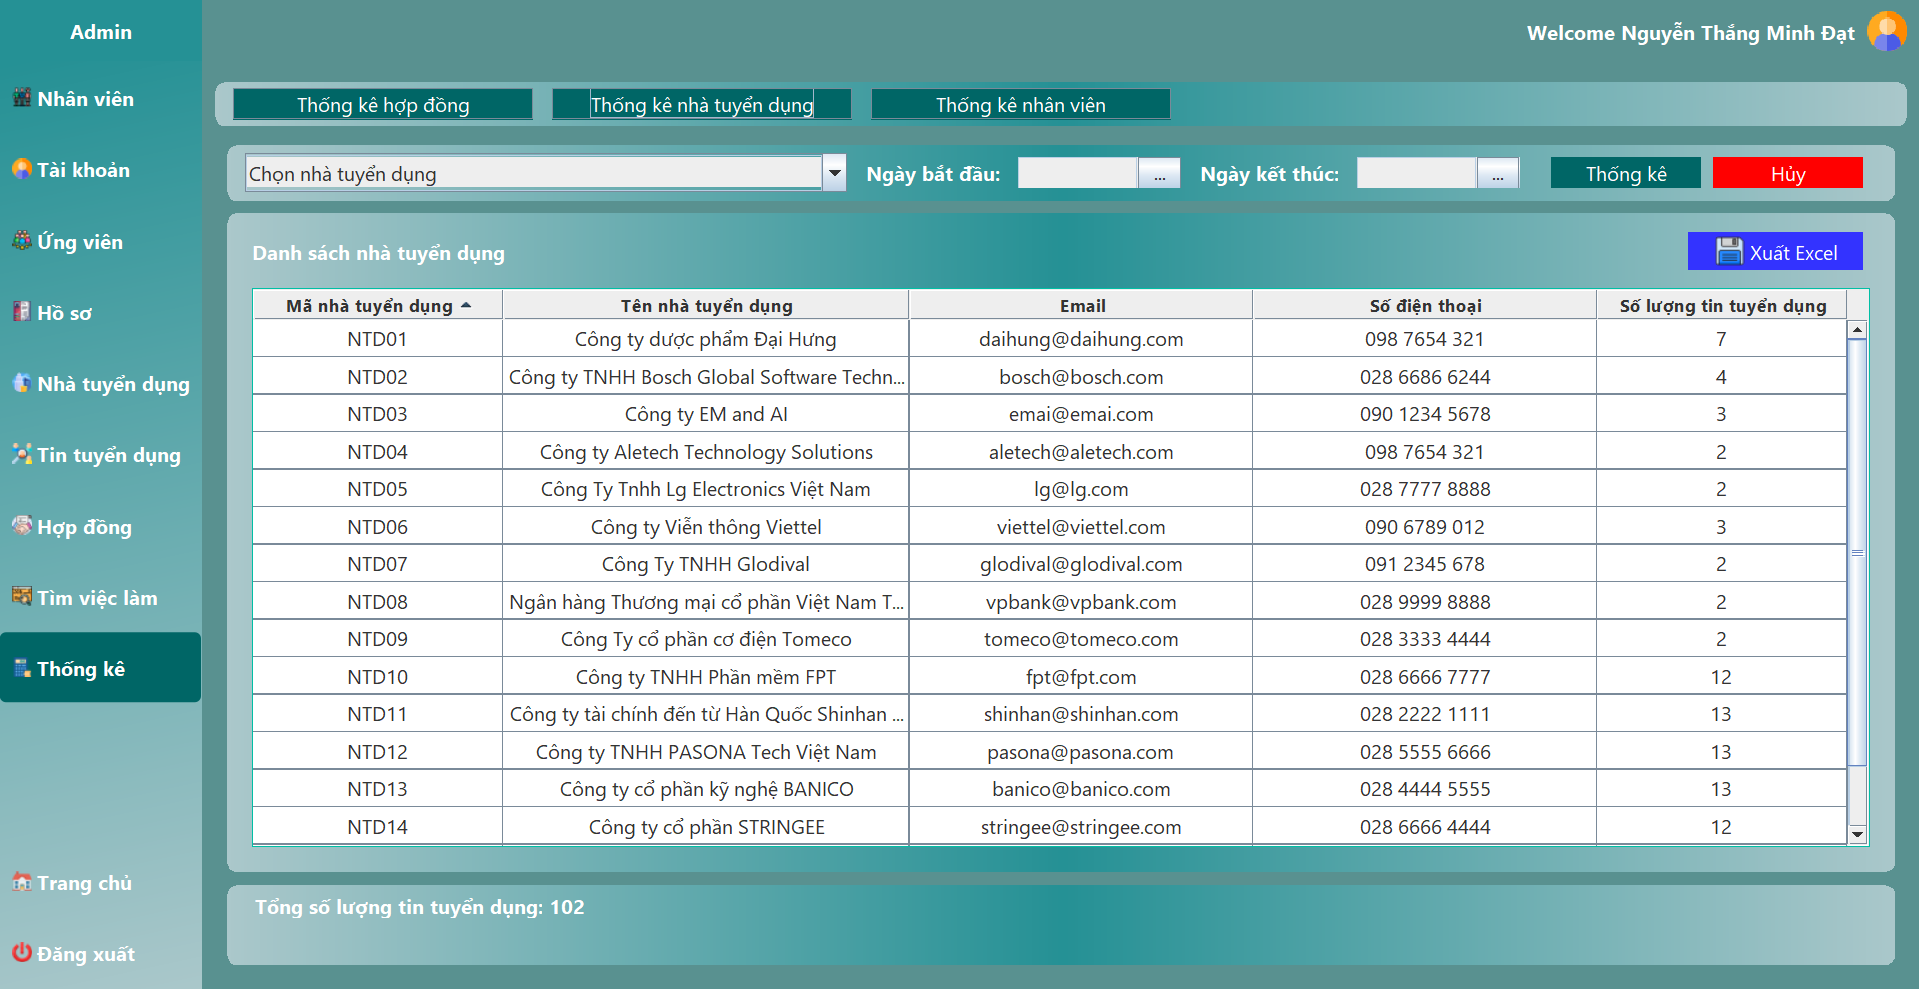 Admin
Welcome Nguyễn Thắng Minh Đạt
Nhân viên
Tài khoản
Ứng viên
Hồ sơ
Nhà tuyển dụng
Tin tuyển dụng
Hợp đồng
Tìm việc làm
Thống kê
Trang chủ
Đăng xuất
Thống kê hợp đồng Thống kê nhà tuyển dụng Thống kê nhân viên
Chọn nhà tuyển dụng Ngày bắt đầu: ... Ngày kết thúc: ... Thống kê Hủy
Danh sách nhà tuyển dụng Xuất Excel
Mã nhà tuyển dụng Tên nhà tuyển dụng Email Số điện thoại Số lượng tin tuyển dụng
NTD01 Công ty dược phẩm Đại Hưng daihung@daihung.com 098 7654 321 7
NTD02 Công ty TNHH Bosch Global Software Techn... bosch@bosch.com 028 6686 6244 4
NTD03 Công ty EM and AI emai@emai.com 090 1234 5678 3
NTD04 Công ty Aletech Technology Solutions aletech@aletech.com 098 7654 321 2
NTD05 Công Ty Tnhh Lg Electronics Việt Nam lg@lg.com 028 7777 8888 2
NTD06 Công ty Viễn thông Viettel viettel@viettel.com 090 6789 012 3
NTD07 Công Ty TNHH Glodival glodival@glodival.com 091 2345 678 2
NTD08 Ngân hàng Thương mại cổ phần Việt Nam T... vpbank@vpbank.com 028 9999 8888 2
NTD09 Công Ty cổ phần cơ điện Tomeco tomeco@tomeco.com 028 3333 4444 2
NTD10 Công ty TNHH Phần mềm FPT fpt@fpt.com 028 6666 7777 12
NTD11 Công ty tài chính đến từ Hàn Quốc Shinhan ... shinhan@shinhan.com 028 2222 1111 13
NTD12 Công ty TNHH PASONA Tech Việt Nam pasona@pasona.com 028 5555 6666 13
NTD13 Công ty cổ phần kỹ nghệ BANICO banico@banico.com 028 4444 5555 13
NTD14 Công ty cổ phần STRINGEE stringee@stringee.com 028 6666 4444 12
Tổng số lượng tin tuyển dụng: 102